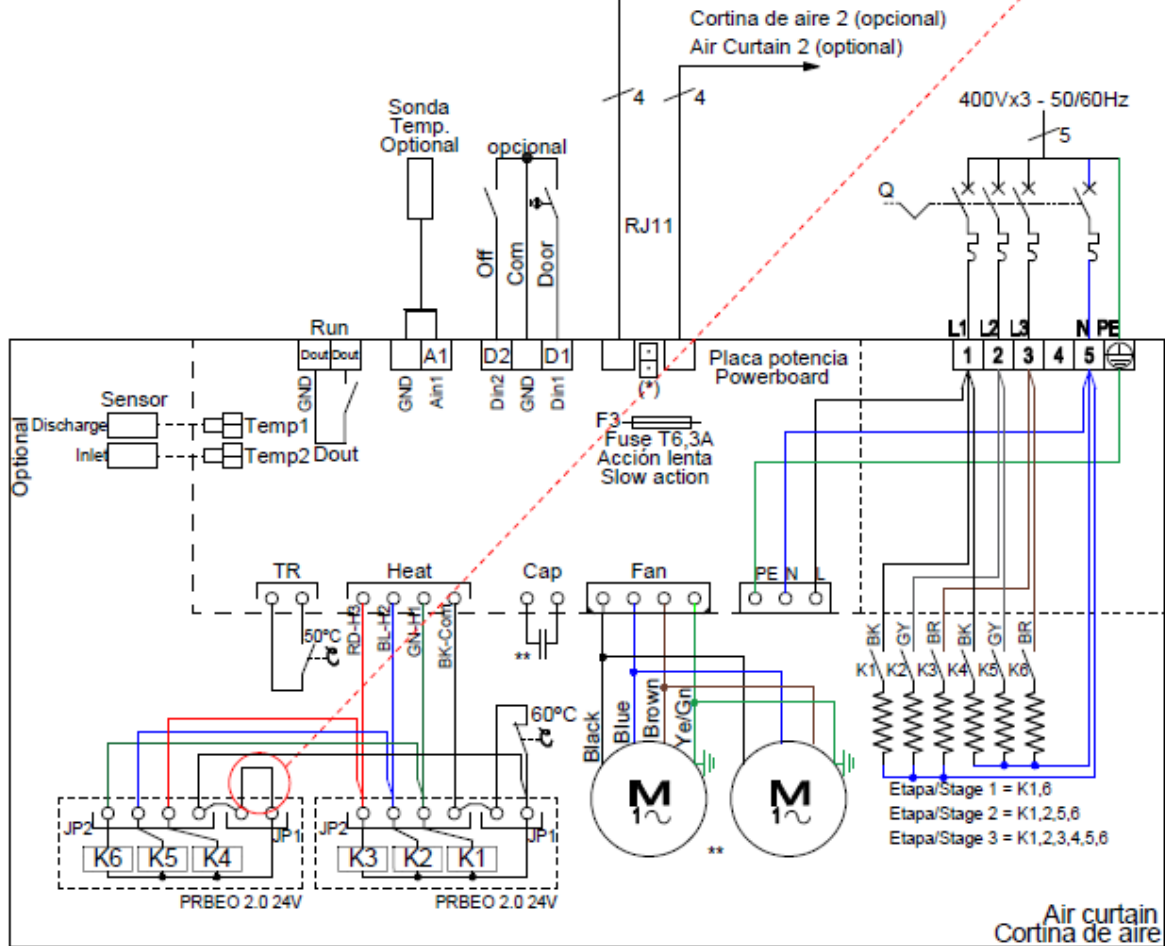 Cortina de aire 2 (opcional)
Air Curtain 2 (optional)
4
4
400Vx3 - 50/60Hz
5
Sonda
Temp.
Optional
opcional
Q
RJ11
Off
Com
Door
L1 L2 L3 N PE
Run
Dout Dout
A1
D2 D1
1 2 3 4 5
Placa potencia
Powerboard
GND
GND
Ain1
Din2
GND
Din1
(*)
F3
Fuse T6,3A
Acción lenta
Slow action
Optional
Sensor
Discharge
Temp1
Inlet
Temp2
Dout
TR
Heat
Cap
Fan
PE N L
50ºC
RD-H3
BL-H2
GN-H1
BK-Com
**
BK
GY
BR
BK
GY
BR
K1
K2
K3
K4
K5
K6
60ºC
Black
Blue
Brown
Ye/Gn
M
1~
M
1~
**
Etapa/Stage 1 = K1,6
Etapa/Stage 2 = K1,2,5,6
Etapa/Stage 3 = K1,2,3,4,5,6
JP2
JP1
JP2
JP1
K6
K5
K4
K3
K2
K1
PRBEO 2.0 24V
PRBEO 2.0 24V
Air curtain
Cortina de aire